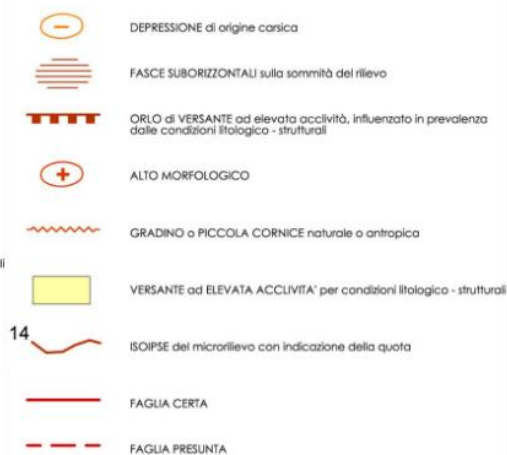 DEPRESSIONE di origine carsica
FASCE SUBORIZZONTALI sulla sommità del rilievo
ORLO di VERSANTE ad elevata acclività, influenzato in prevalenza
dalle condizioni litologico - strutturali
ALTO MORFOLOGICO
GRADINO o PICCOLA CORNICE naturale o antropica
li
VERSANTE ad ELEVATA ACCLIVITA' per condizioni litologico - strutturali
14
ISOIPSE del microrilievo con indicazione della quota
FAGLIA CERTA
FAGLIA PRESUNTA